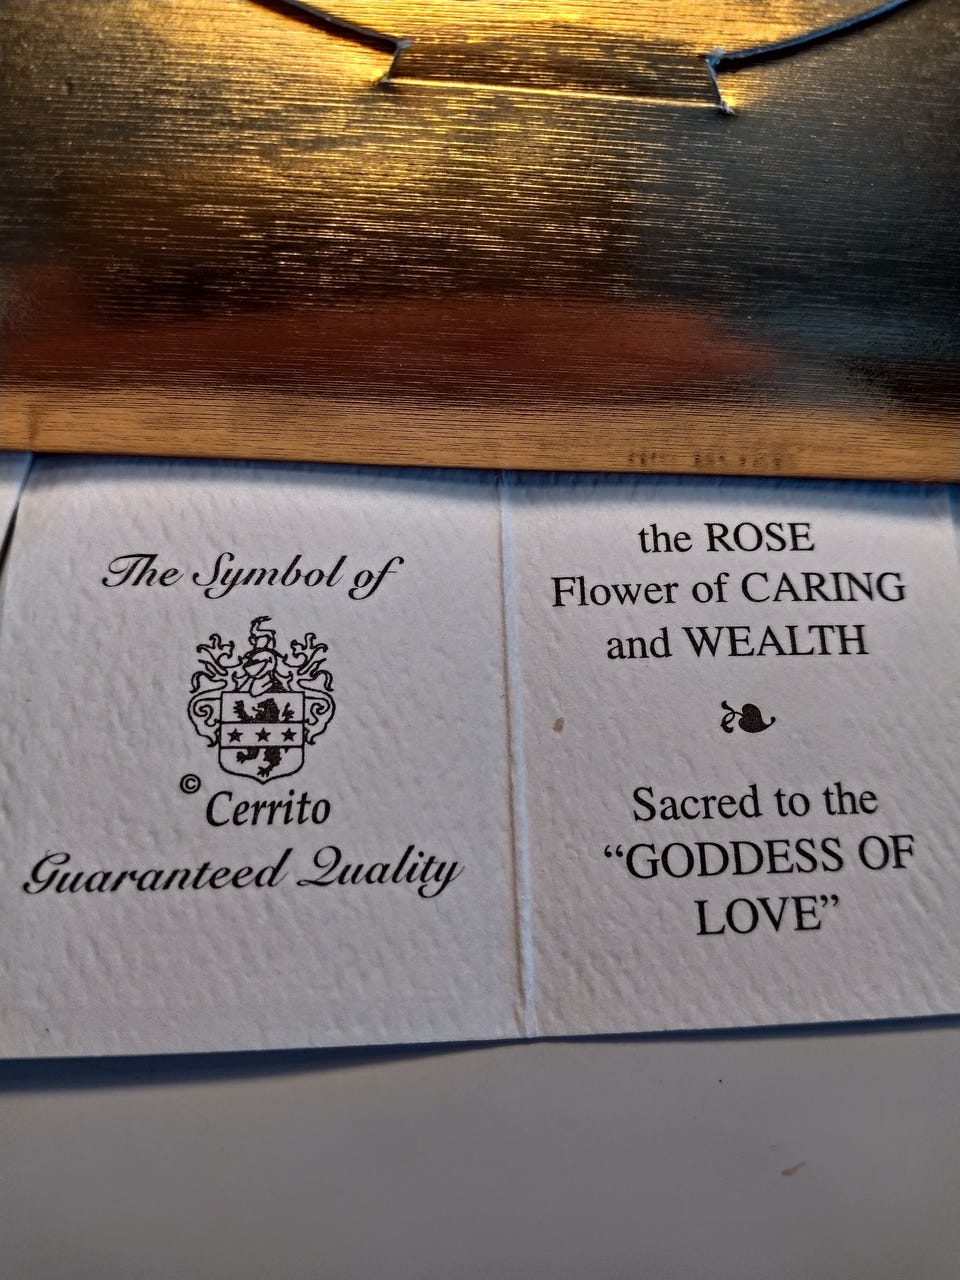 The Symbol of
© Cerrito
Guaranteed Quality
the ROSE
Flower of CARING
and WEALTH
Sacred to the
“GODDESS OF
LOVE”